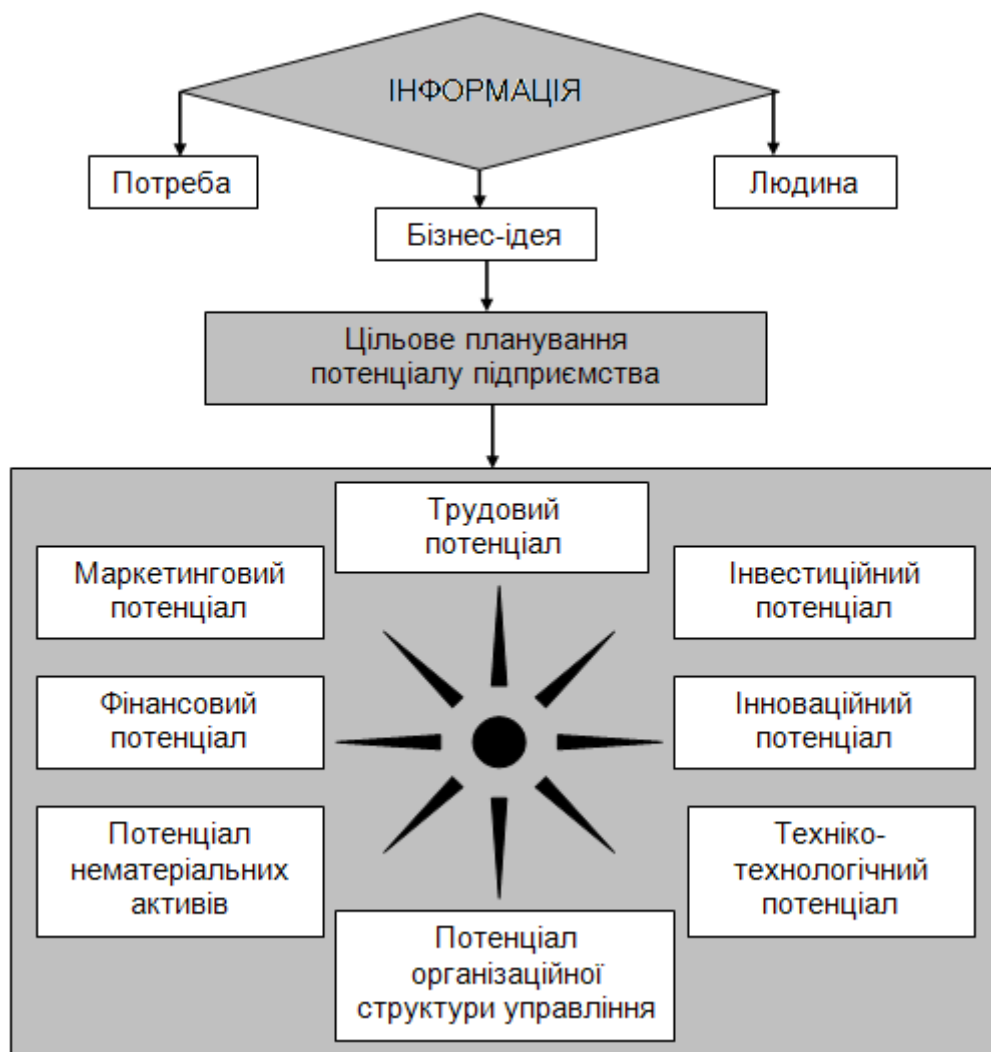 ІНФОРМАЦІЯ
Потреба
Людина
Бізнес-ідея
Цільове планування
потенціалу підприємства
Трудовий
потенціал
Маркетинговий
потенціал
Інвестиційний
потенціал
Фінансовий
потенціал
Інноваційний
потенціал
Потенціал
нематеріальних
активів
Техніко-
технологічний
потенціал
Потенціал
організаційної
структури управління